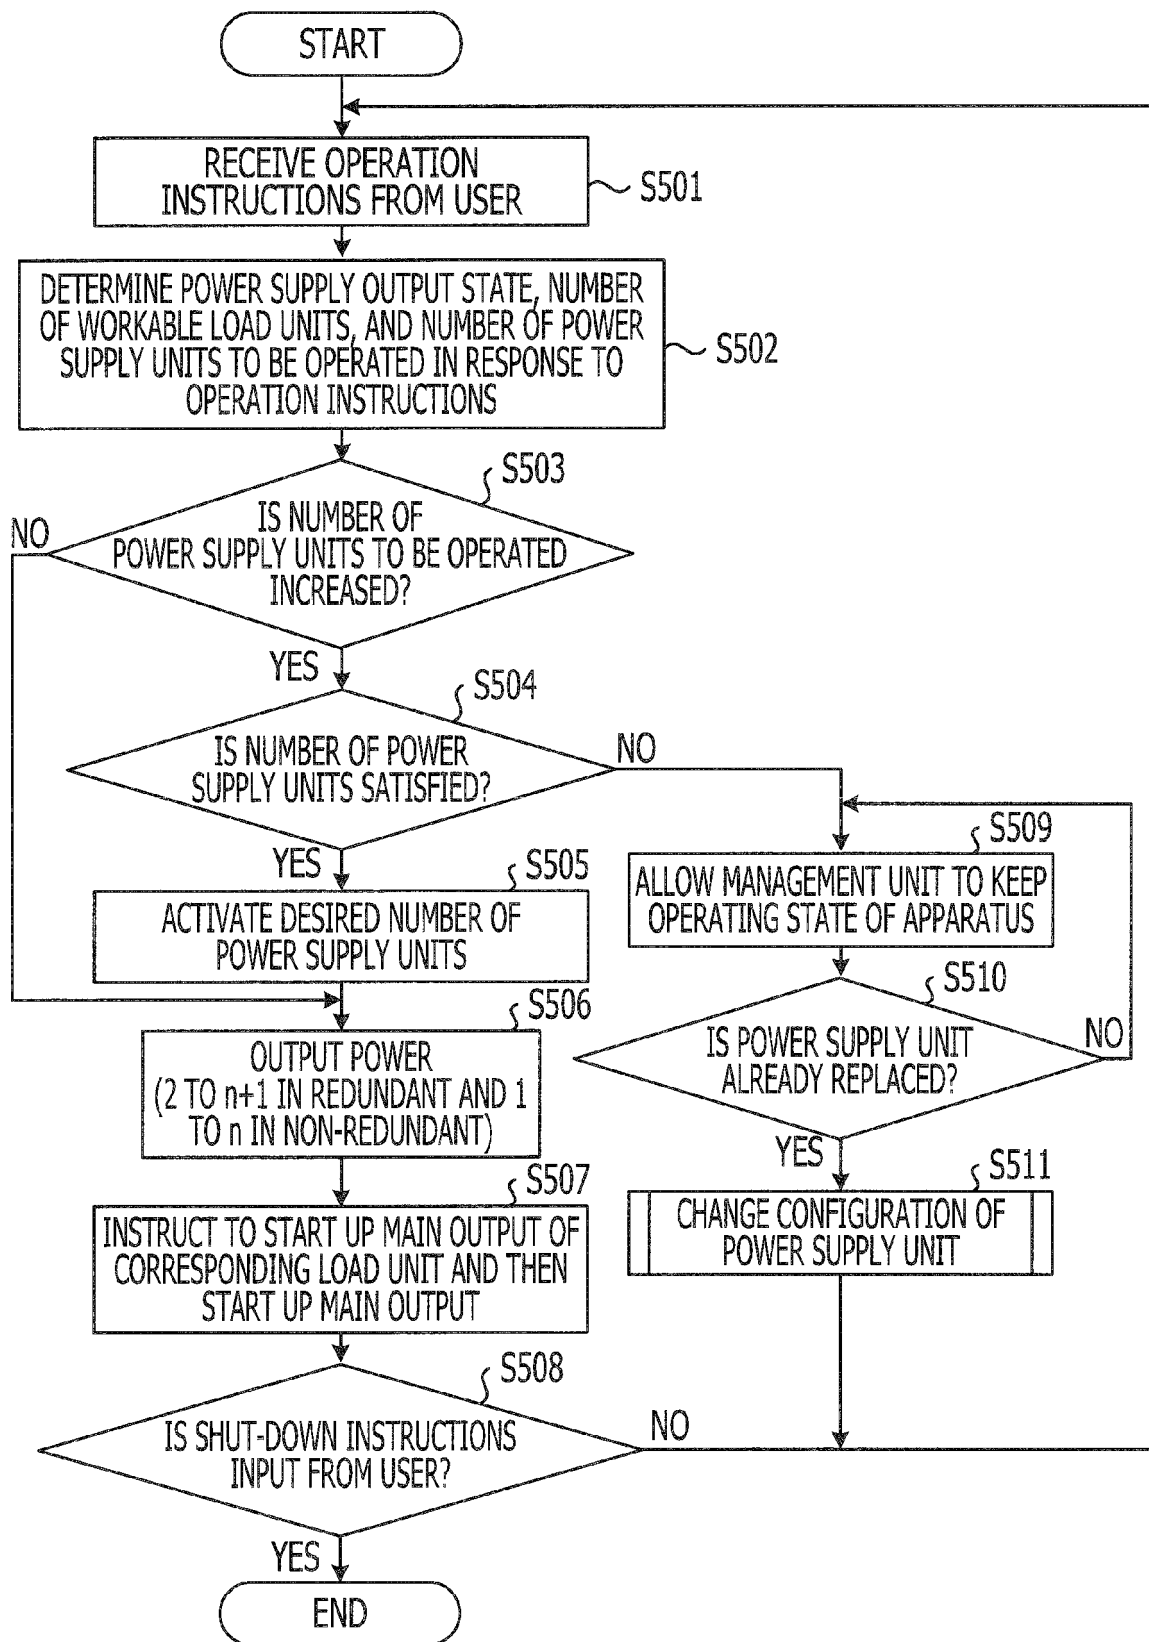 START
RECEIVE OPERATION
INSTRUCTIONS FROM USER
S501
DETERMINE POWER SUPPLY OUTPUT STATE, NUMBER
OF WORKABLE LOAD UNITS, AND NUMBER OF POWER
SUPPLY UNITS TO BE OPERATED IN RESPONSE TO
OPERATION INSTRUCTIONS
S502
S503
IS NUMBER OF
POWER SUPPLY UNITS TO BE OPERATED
INCREASED?
NO
YES
S504
IS NUMBER OF POWER
SUPPLY UNITS SATISFIED?
NO
YES
S505
ACTIVATE DESIRED NUMBER OF
POWER SUPPLY UNITS
S506
OUTPUT POWER
(2 TO n+1 IN REDUNDANT AND 1
TO n IN NON-REDUNDANT)
S507
INSTRUCT TO START UP MAIN OUTPUT OF
CORRESPONDING LOAD UNIT AND THEN
START UP MAIN OUTPUT
S508
IS SHUT-DOWN INSTRUCTIONS
INPUT FROM USER?
NO
YES
END
S509
ALLOW MANAGEMENT UNIT TO KEEP
OPERATING STATE OF APPARATUS
S510
IS POWER SUPPLY UNIT
ALREADY REPLACED?
NO
YES
S511
CHANGE CONFIGURATION OF
POWER SUPPLY UNIT